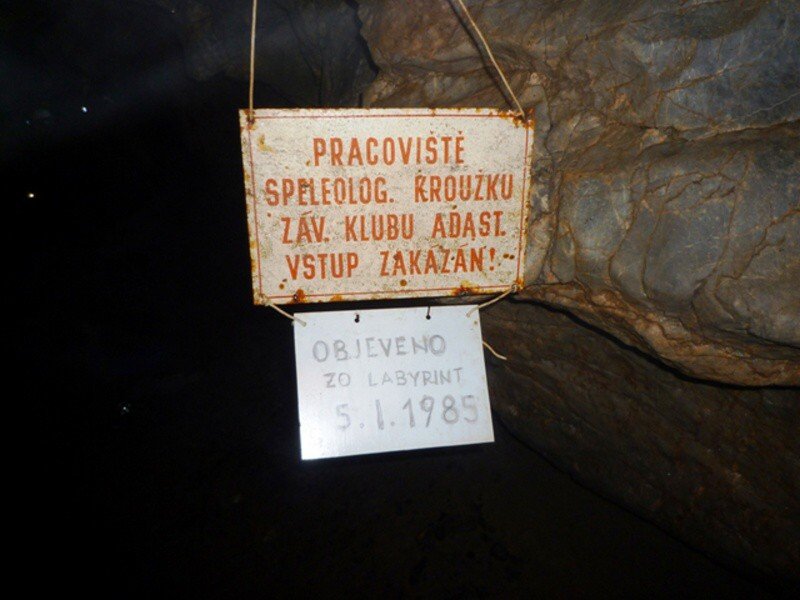 PRACOVIŠTĚ
SPELEOLOG. KROUŽKU
ZÁV. KLUBU ADAST.
VSTUP ZAKÁZÁN!
OBJEVENO
ZO LABYRINT
5.1.1985